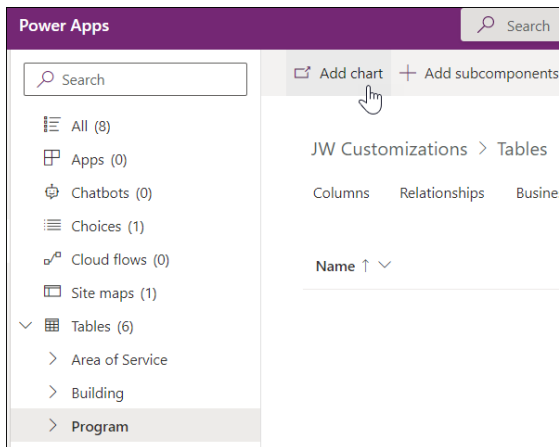 Power Apps
Search
Search
Add chart
Add subcomponents
All (8)
Apps (0)
JW Customizations > Tables
Chatbots (0)
Columns Relationships Busine
Choices (1)
Cloud flows (0)
Name ↑
Site maps (1)
Tables (6)
Area of Service
Building
Program